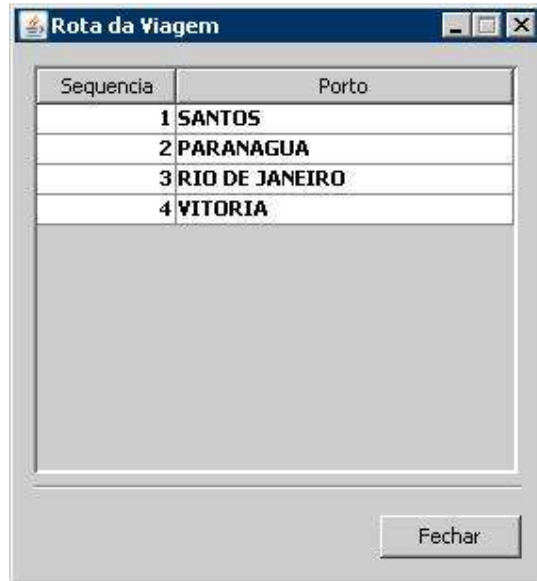 Rota da Viagem
Sequencia Porto
1 SANTOS
2 PARANAGUA
3 RIO DE JANEIRO
4 VITORIA
Fechar